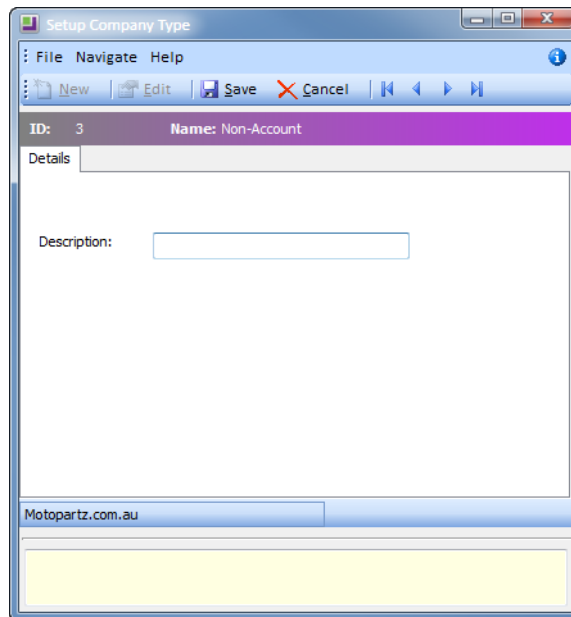 Setup Company Type
File Navigate Help
New Edit Save Cancel
ID: 3 Name: Non-Account
Details
Description:
Motopartz.com.au